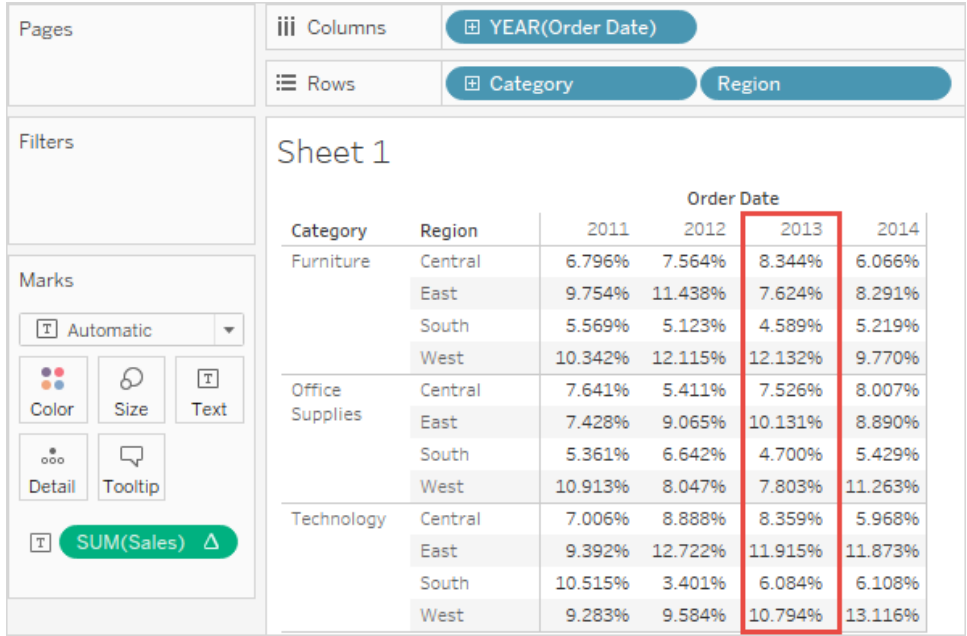 Pages
Columns
YEAR(Order Date)
Rows
Category
Region
Filters
Sheet 1
Order Date
Category Region 2011 2012 2013 2014
Furniture Central 6.796% 7.564% 8.344% 6.066%
East 9.754% 11.438% 7.624% 8.291%
South 5.569% 5.123% 4.589% 5.219%
West 10.342% 12.115% 12.132% 9.770%
Office Supplies Central 7.641% 5.411% 7.526% 8.007%
East 7.428% 9.065% 10.131% 8.890%
South 5.361% 6.642% 4.700% 5.429%
West 10.913% 8.047% 7.803% 11.263%
Technology Central 7.006% 8.888% 8.359% 5.968%
East 9.392% 12.722% 11.915% 11.873%
South 10.515% 3.401% 6.084% 6.108%
West 9.283% 9.584% 10.794% 13.116%
Marks
T Automatic
Color
Size
T
Text
Detail
Tooltip
T SUM(Sales) Δ